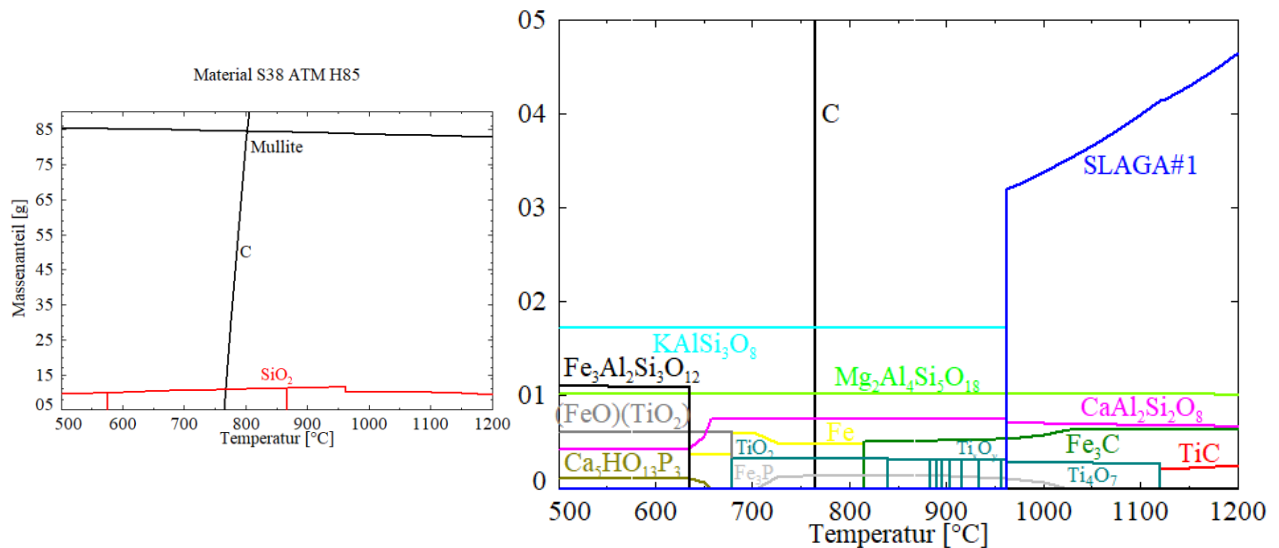 Material S38 ATM H85
Massenanteil [g]
85
75
65
55
45
35
25
15
05
Mullite
C
SiO₂
500 600 700 800 900 1000 1100 1200
Temperatur [°C]
05
04
03
02
01
0
C
SLAGA#1
KAlSi₃O₈
Fe₃Al₂Si₃O₁₂
Mg₂Al₄Si₅O₁₈
(FeO)(TiO₂)
Fe
CaAl₂Si₂O₈
TiO₂
TiₓOᵧ
Fe₃C
TiC
Ca₅HO₁₃P₃
Fe₃P
Ti₄O₇
500 600 700 800 900 1000 1100 1200
Temperatur [°C]